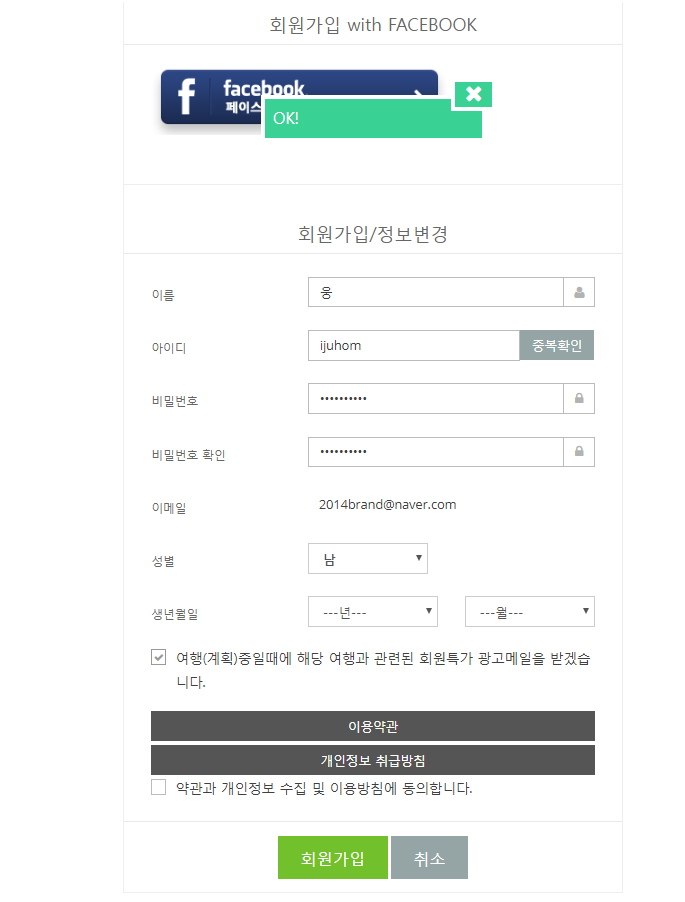 회원가입 with FACEBOOK
facebook
페이스
OK!
회원가입/정보변경
이름
웅
아이디
ijuhom
중복확인
비밀번호
••••••••••
비밀번호 확인
••••••••••
이메일
2014brand@naver.com
성별
남
생년월일
---년---
---월---
여행(계획)중일때에 해당 여행과 관련된 회원특가 광고메일을 받겠습
니다.
이용약관
개인정보 취급방침
약관과 개인정보 수집 및 이용방침에 동의합니다.
회원가입
취소